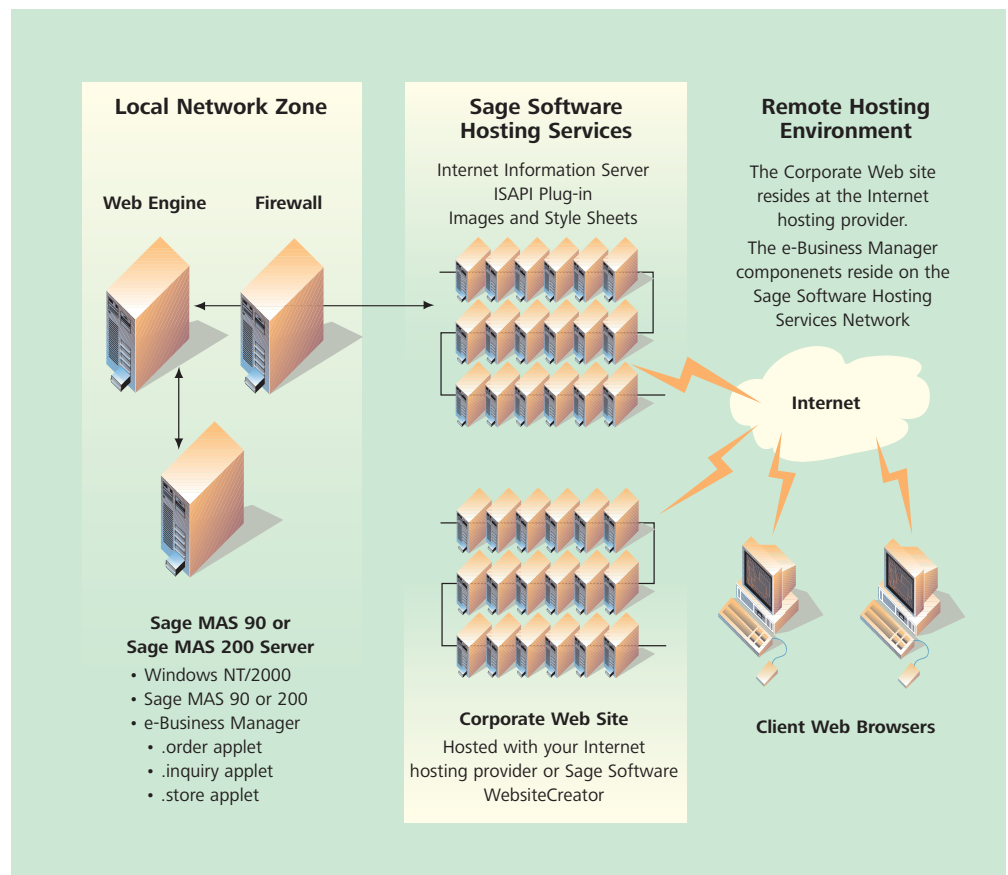 Local Network Zone
Web Engine
Firewall
Sage MAS 90 or
Sage MAS 200 Server
• Windows NT/2000
• Sage MAS 90 or 200
• e-Business Manager
• .order applet
• .inquiry applet
• .store applet
Sage Software
Hosting Services
Internet Information Server
ISAPI Plug-in
Images and Style Sheets
Corporate Web Site
Hosted with your Internet
hosting provider or Sage Software
WebsiteCreator
Remote Hosting
Environment
The Corporate Web site
resides at the Internet
hosting provider.
The e-Business Manager
componenets reside on the
Sage Software Hosting
Services Network
Internet
Client Web Browsers